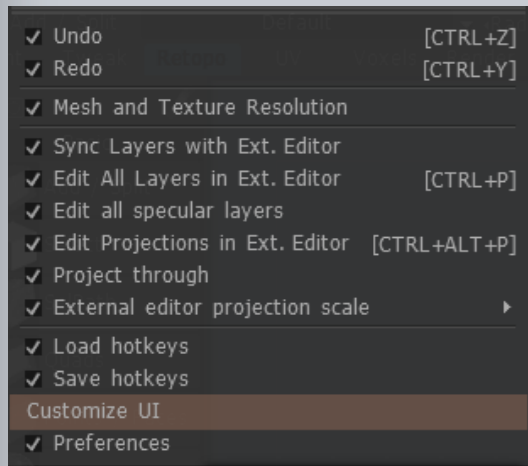 Undo [CTRL+Z]
Redo [CTRL+Y]
Mesh and Texture Resolution
Sync Layers with Ext. Editor
Edit All Layers in Ext. Editor [CTRL+P]
Edit all specular layers
Edit Projections in Ext. Editor [CTRL+ALT+P]
Project through
External editor projection scale
Load hotkeys
Save hotkeys
Customize UI
Preferences